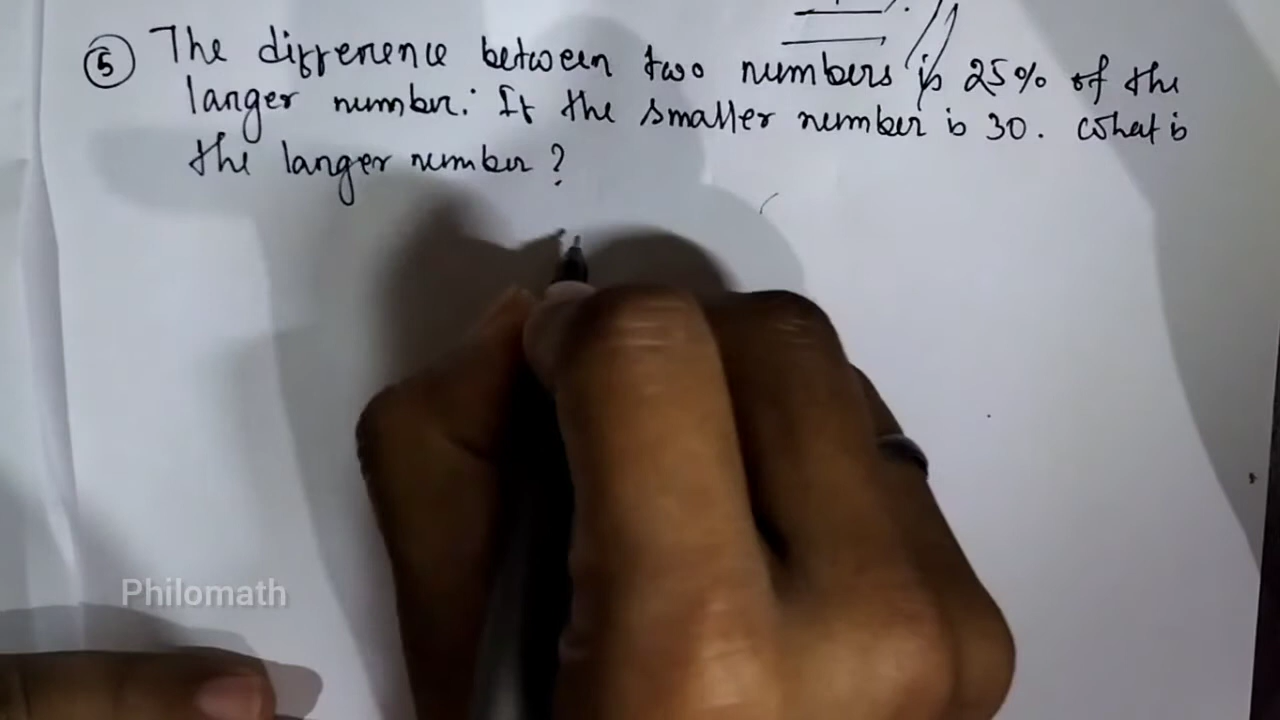 5 The difference between two numbers is 25% of the
larger number. If the smaller number is 30. What is
the larger number ?
Philomath